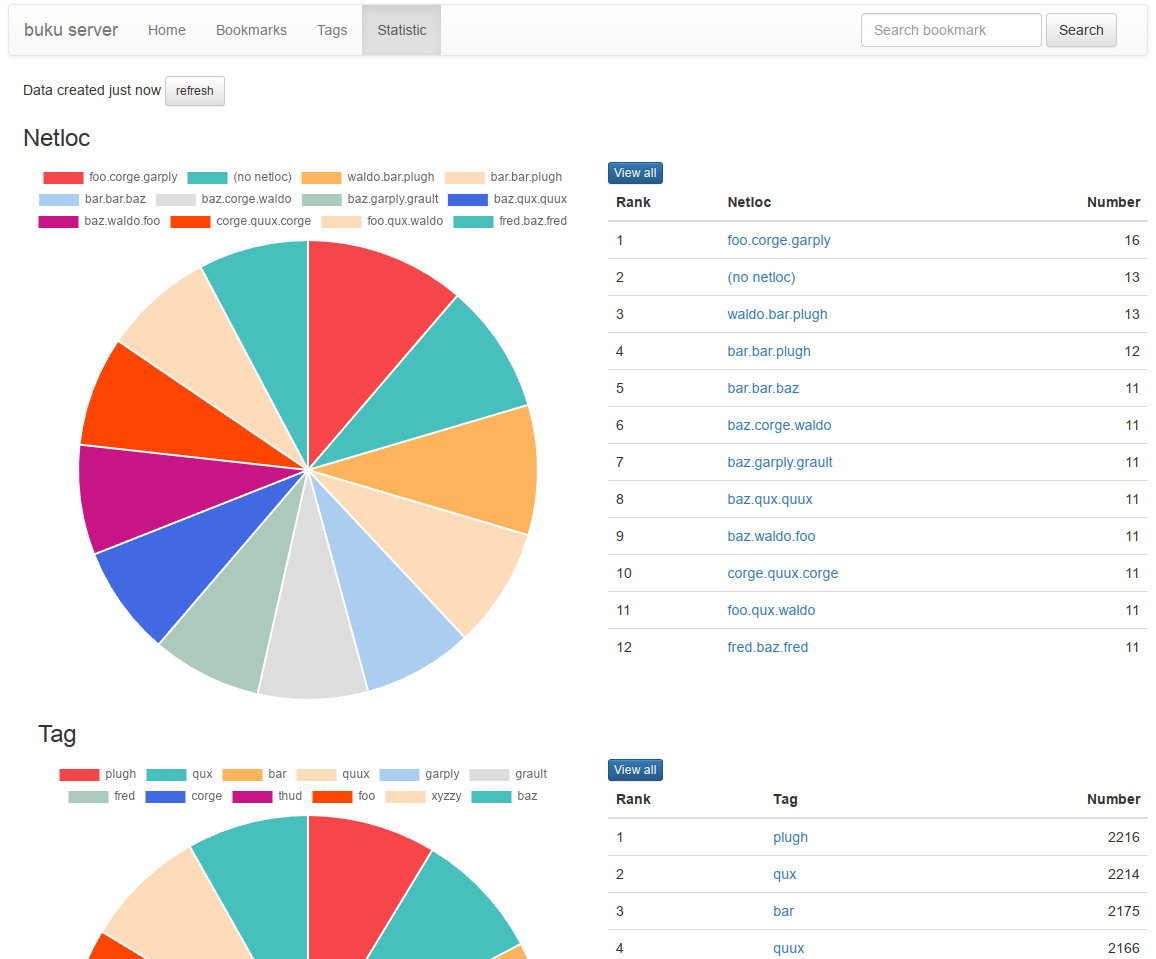 buku server Home Bookmarks Tags Statistic Search bookmark Search
Data created just now refresh
Netloc
foo.corge.garply (no netloc) waldo.bar.plugh bar.bar.plugh
bar.bar.baz baz.corge.waldo baz.garply.grault baz.qux.quux
baz.waldo.foo corge.quux.corge foo.qux.waldo fred.baz.fred
View all
Rank Netloc Number
1 foo.corge.garply 16
2 (no netloc) 13
3 waldo.bar.plugh 13
4 bar.bar.plugh 12
5 bar.bar.baz 11
6 baz.corge.waldo 11
7 baz.garply.grault 11
8 baz.qux.quux 11
9 baz.waldo.foo 11
10 corge.quux.corge 11
11 foo.qux.waldo 11
12 fred.baz.fred 11
Tag
plugh qux bar quux garply grault
fred corge thud foo xyzzy baz
View all
Rank Tag Number
1 plugh 2216
2 qux 2214
3 bar 2175
4 quux 2166